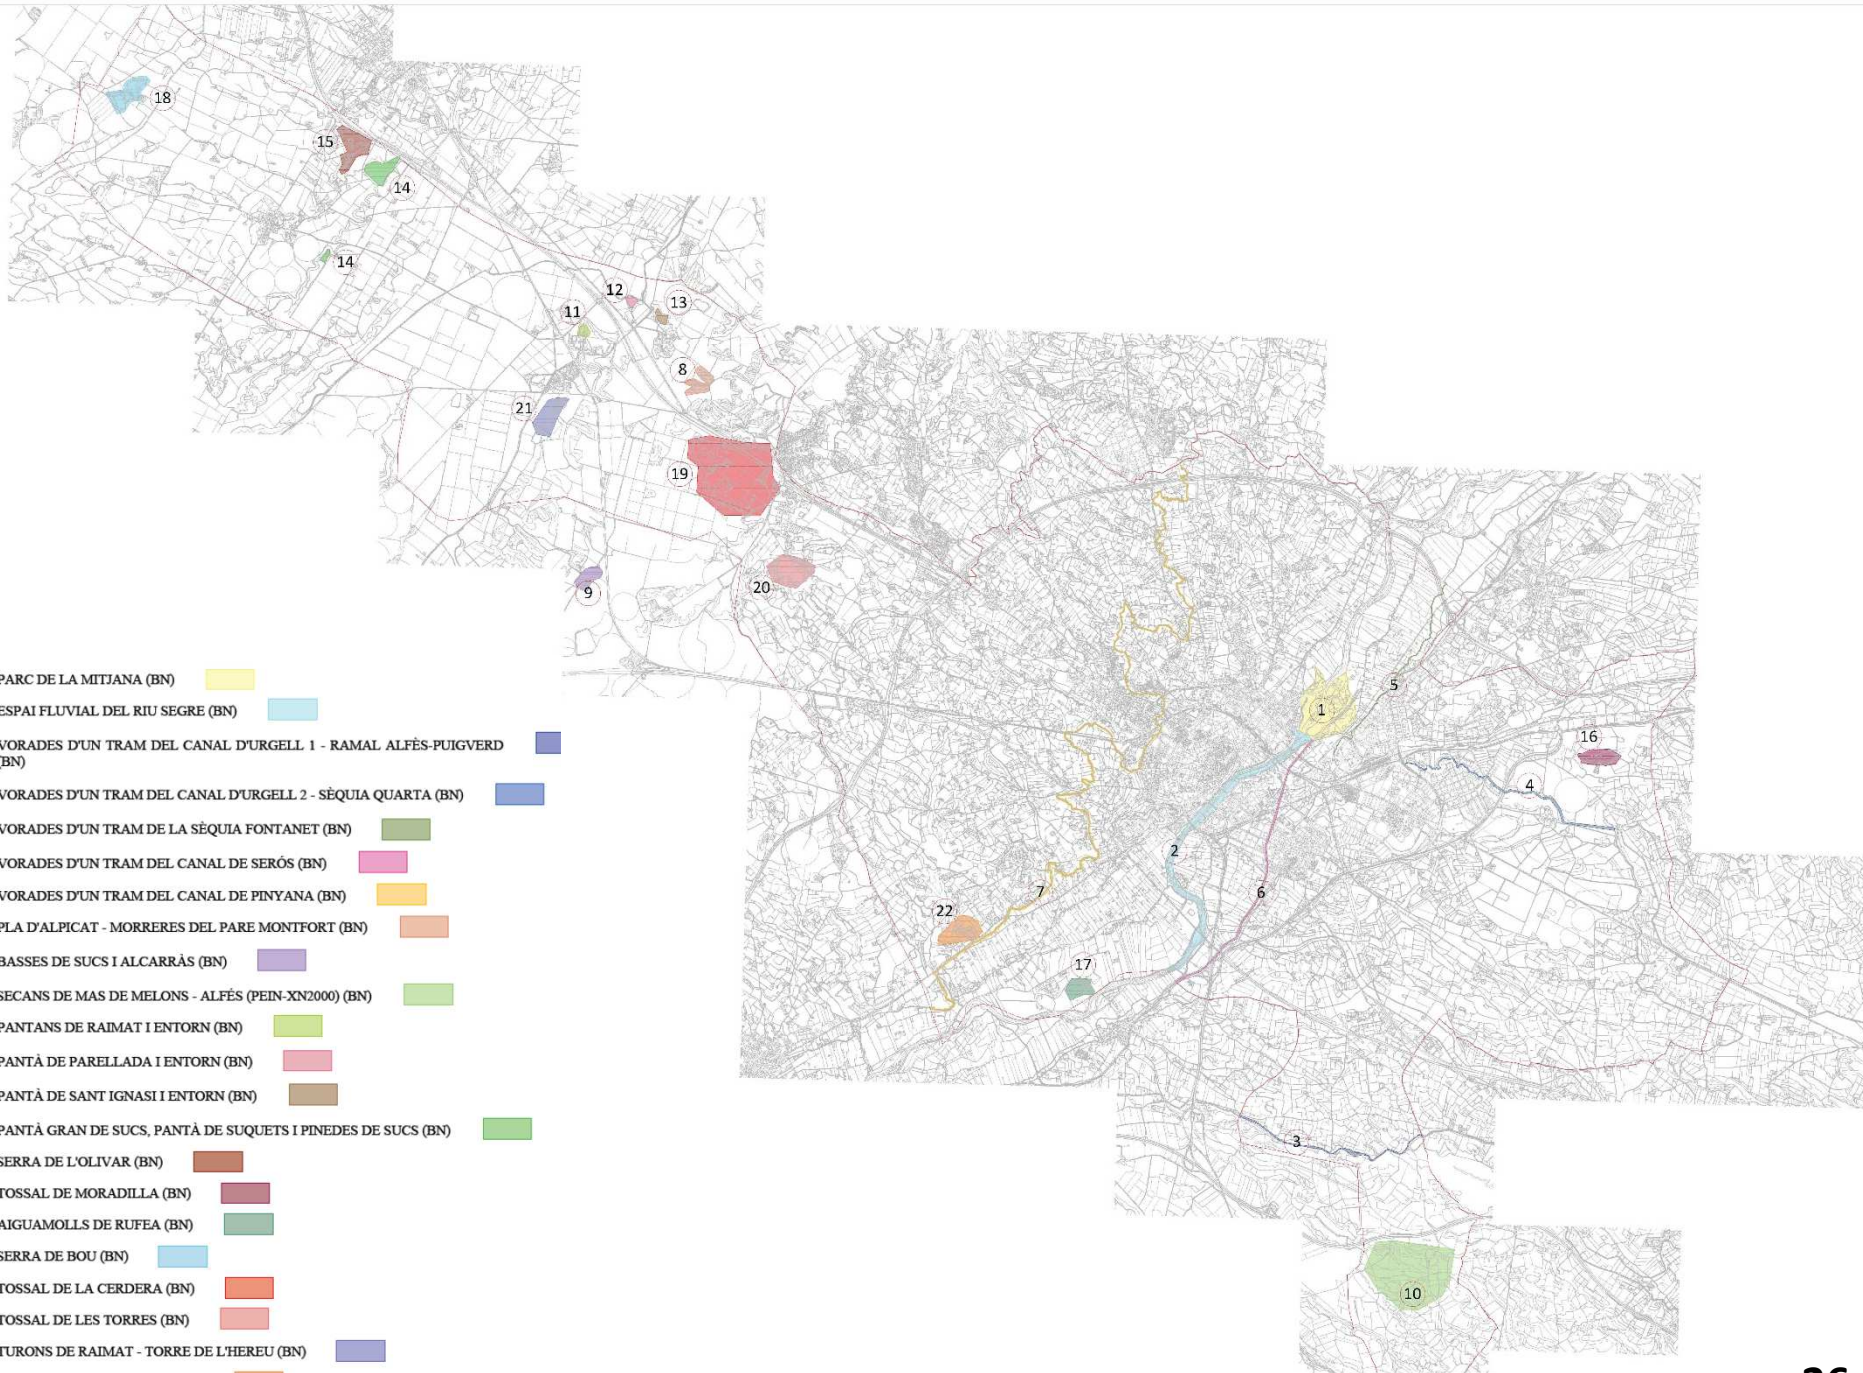 18
15
14
14
12
13
11
8
21
19
20
9
1
5
16
4
2
7
6
22
17
3
10
PARC DE LA MITJANA (BN)
ESPAI FLUVIAL DEL RIU SEGRE (BN)
VORADES D'UN TRAM DEL CANAL D'URGELL 1 - RAMAL ALFÈS-PUIGVERD
(BN)
VORADES D'UN TRAM DEL CANAL D'URGELL 2 - SÈQUIA QUARTA (BN)
VORADES D'UN TRAM DE LA SÈQUIA FONTANET (BN)
VORADES D'UN TRAM DEL CANAL DE SERÓS (BN)
VORADES D'UN TRAM DEL CANAL DE PINYANA (BN)
PLA D'ALPICAT - MORRERES DEL PARE MONTFORT (BN)
BASSES DE SUCS I ALCARRÀS (BN)
SECANS DE MAS DE MELONS - ALFÉS (PEIN-XN2000) (BN)
PANTANS DE RAIMAT I ENTORN (BN)
PANTÀ DE PARELLADA I ENTORN (BN)
PANTÀ DE SANT IGNASI I ENTORN (BN)
PANTÀ GRAN DE SUCS, PANTÀ DE SUQUETS I PINEDES DE SUCS (BN)
SERRA DE L'OLIVAR (BN)
TOSSAL DE MORADILLA (BN)
AIGUAMOLLS DE RUFEA (BN)
SERRA DE BOU (BN)
TOSSAL DE LA CERDERA (BN)
TOSSAL DE LES TORRES (BN)
TURONS DE RAIMAT - TORRE DE L'HEREU (BN)